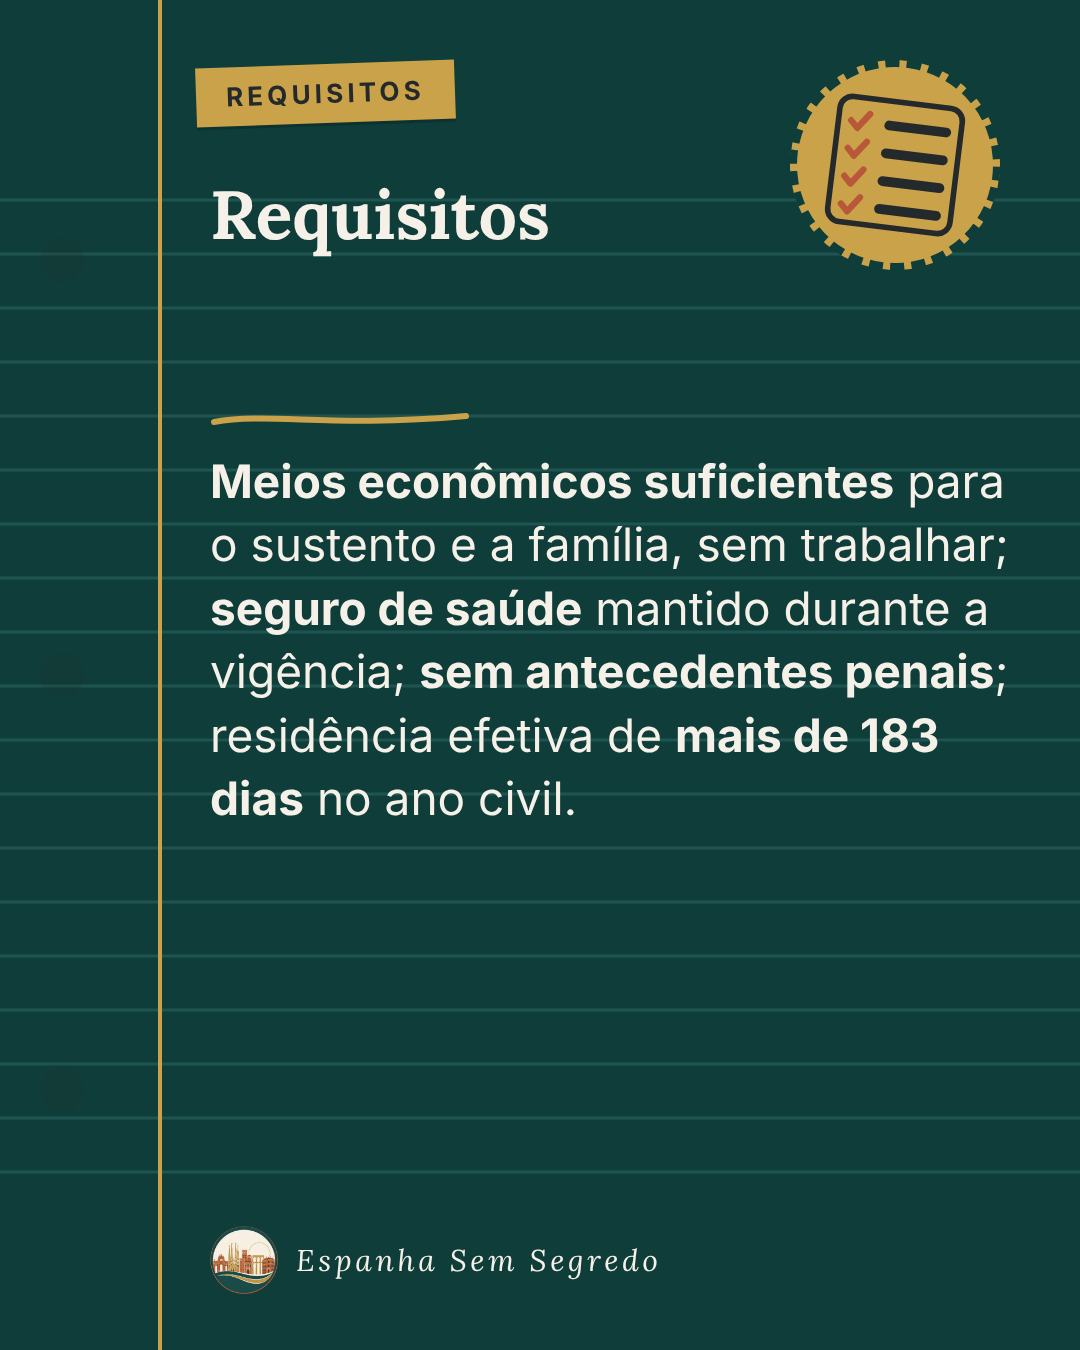 REQUISITOS
Requisitos
Meios econômicos suficientes para
o sustento e a família, sem trabalhar;
seguro de saúde mantido durante a
vigência; sem antecedentes penais;
residência efetiva de mais de 183
dias no ano civil.
Espanha Sem Segredo